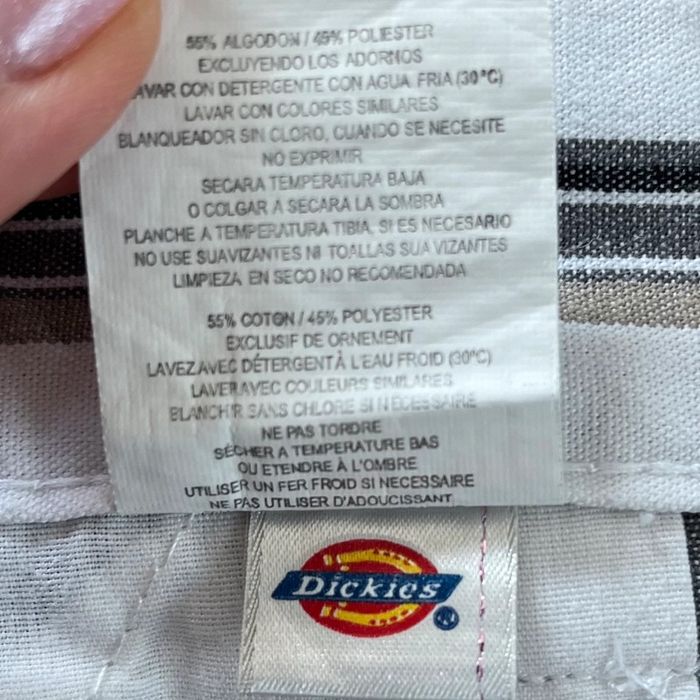 55% ALGODON / 45% POLIESTER
EXCLUYENDO LOS ADORNOS
LAVAR CON DETERGENTE CON AGUA FRIA (30°C)
LAVAR CON COLORES SIMILARES
BLANQUEADOR SIN CLORO, CUANDO SE NECESITE
NO EXPRIMIR
SECARA TEMPERATURA BAJA
O COLGAR A SECARA LA SOMBRA
PLANCHE A TEMPERATURA TIBIA, SI ES NECESARIO
NO USE SUAVIZANTES NI TOALLAS SUAVIZANTES
LIMPIEZA EN SECO NO RECOMENDADA
55% COTON / 45% POLYESTER
EXCLUSIF DE ORNEMENT
LAVEZ AVEC DÉTERGENT À L'EAU FROID (30°C)
LAVER AVEC COULEURS SIMILARES
BLANCHIR SANS CHLORE SI NECESSAIRE
NE PAS TORDRE
SÉCHER A TEMPERATURE BAS
OU ETENDRE À L'OMBRE
UTILISER UN FER FROID SI NECESSAIRE
NE PAS UTILISER D'ADOUCISSANT
Dickies ®